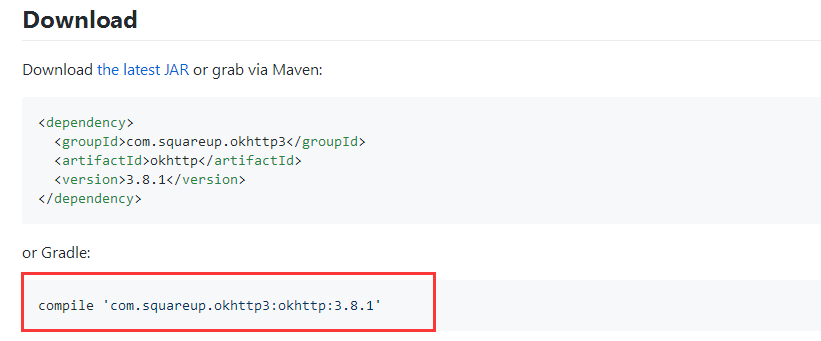 Download
Download the latest JAR or grab via Maven:
<dependency>
  <groupId>com.squareup.okhttp3</groupId>
  <artifactId>okhttp</artifactId>
  <version>3.8.1</version>
</dependency>
or Gradle:
compile 'com.squareup.okhttp3:okhttp:3.8.1'